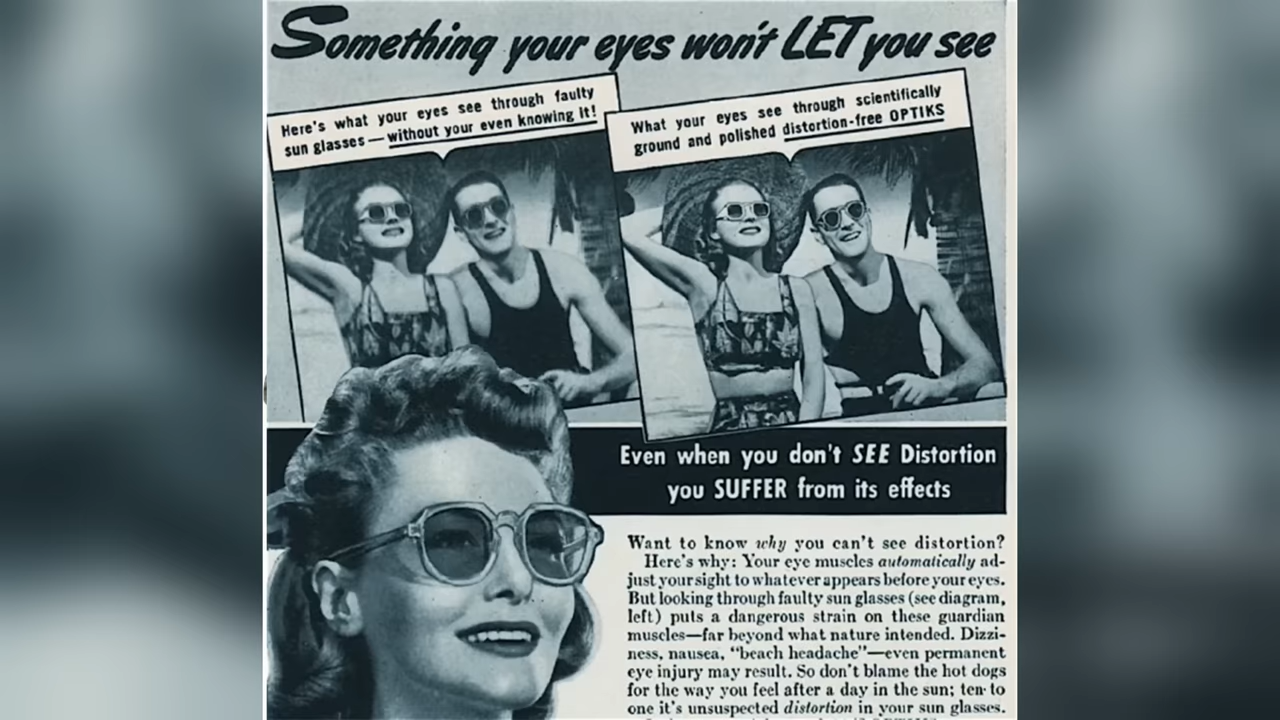 Something your eyes won't LET you see
Here's what your eyes see through faulty
sun glasses — without your even knowing it!
What your eyes see through scientifically
ground and polished distortion-free OPTIKS
Even when you don't SEE Distortion
you SUFFER from its effects
Want to know why you can't see distortion?
Here's why: Your eye muscles automatically ad-
just your sight to whatever appears before your eyes.
But looking through faulty sun glasses (see diagram,
left) puts a dangerous strain on these guardian
muscles—far beyond what nature intended. Dizzi-
ness, nausea, “beach headache”—even permanent
eye injury may result. So don't blame the hot dogs
for the way you feel after a day in the sun; ten to
one it's unsuspected distortion in your sun glasses.